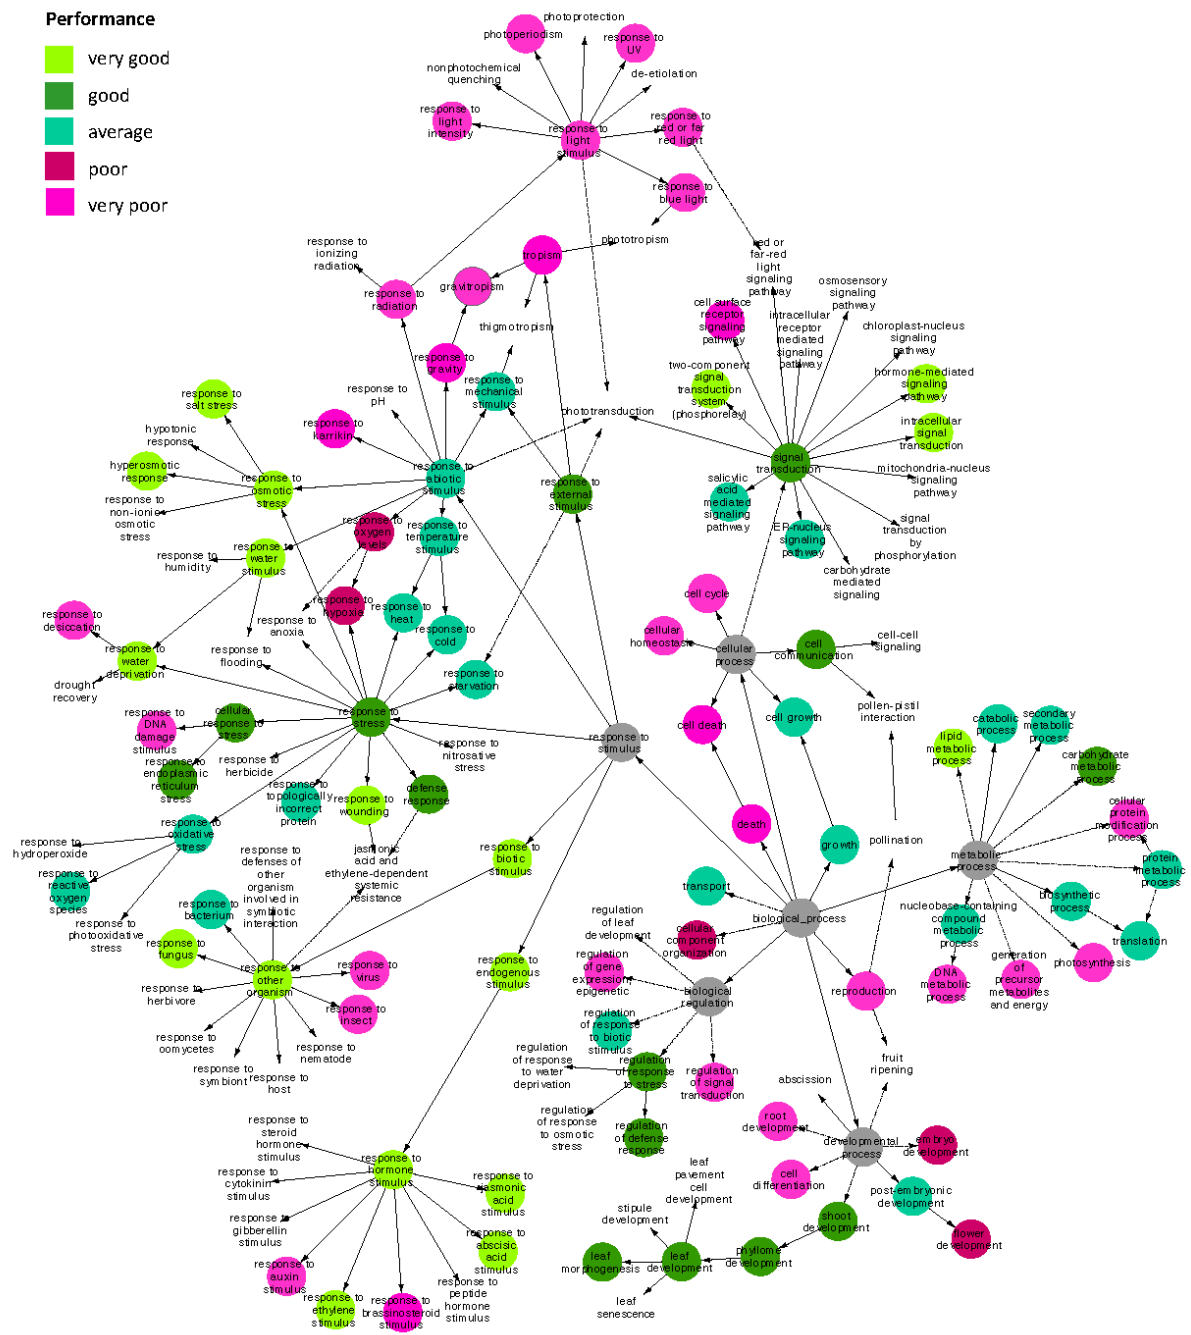 Performance
very good
good
average
poor
very poor
photoprotection
photoperiodism
response to
UV
nonphotochemical
quenching
de-etiolation
response to
light
intensity
response to
light
stimulus
response to
red or far
red light
response to
blue light
phototropism
response to
ionizing
radiation
tropism
gravitropism
response to
radiation
red or
far-red
light
signaling
pathway
osmosensory
signaling
pathway
cell surface
receptor
signaling
pathway
intracellular
receptor
mediated
signaling
pathway
chloroplast-nucleus
signaling
pathway
thigmotropism
response to
gravity
response to
mechanical
stimulus
two-component
signal
transduction
system
(phosphorelay)
hormone-mediated
signaling
pathway
response to
salt stress
response to
pH
phototransduction
response to
karrikin
intracellular
signal
transduction
hypotonic
response
hyperosmotic
response
response to
osmotic
stress
response to
abiotic
stimulus
response to
external
stimulus
signal
transduction
mitochondria-nucleus
signaling
pathway
response to
non-ionic
osmotic
stress
salicylic
acid
mediated
signaling
pathway
response to
oxygen
levels
response to
temperature
stimulus
ER-nucleus
signaling
pathway
signal
transduction
by
phosphorylation
response to
humidity
response to
water
stimulus
carbohydrate
mediated
signaling
cell cycle
response to
desiccation
response to
hypoxia
response to
heat
response to
anoxia
response to
cold
cellular
homeostasis
cellular
process
cell
communication
cell-cell
signaling
response to
water
deprivation
response to
flooding
drought
recovery
response to
starvation
pollen-pistil
interaction
response to
DNA
damage
stimulus
cellular
response to
stress
response to
stress
cell death
cell growth
response to
stimulus
catabolic
process
secondary
metabolic
process
lipid
metabolic
process
carbohydrate
metabolic
process
response to
nitrosative
stress
response to
herbicide
response to
endoplasmic
reticulum
stress
response to
topologically
incorrect
protein
response to
wounding
defense
response
cellular
protein
modification
process
response to
oxidative
stress
response to
hydroperoxide
death
growth
pollination
metabolic
process
protein
metabolic
process
jasmonic
acid and
ethylene-dependent
systemic
resistance
response to
biotic
stimulus
response to
defenses of
other
organism
involved in
symbiotic
interaction
response to
reactive
oxygen
species
transport
biosynthetic
process
response to
bacterium
response to
photooxidative
stress
regulation
of leaf
development
biological_process
nucleobase-containing
compound
metabolic
process
translation
cellular
component
organization
response to
fungus
response to
other
organism
response to
virus
response to
endogenous
stimulus
regulation
of gene
expression,
epigenetic
biological
regulation
reproduction
DNA
metabolic
process
generation
of
precursor
metabolites
and energy
photosynthesis
response to
herbivore
response to
insect
regulation
of response
to biotic
stimulus
response to
oomycetes
response to
nematode
response to
symbiont
response to
host
regulation
of response
to water
deprivation
regulation
of response
to stress
regulation
of signal
transduction
fruit
ripening
abscission
regulation
of response
to osmotic
stress
regulation
of defense
response
root
development
developmental
process
embryo
development
response to
steroid
hormone
stimulus
response to
hormone
stimulus
response to
cytokinin
stimulus
response to
jasmonic
acid
stimulus
leaf
pavement
cell
development
cell
differentiation
post-embryonic
development
response to
gibberellin
stimulus
stipule
development
shoot
development
flower
development
response to
abscisic
acid
stimulus
response to
auxin
stimulus
leaf
morphogenesis
leaf
development
phyllome
development
response to
ethylene
stimulus
response to
brassinosteroid
stimulus
response to
peptide
hormone
stimulus
leaf
senescence